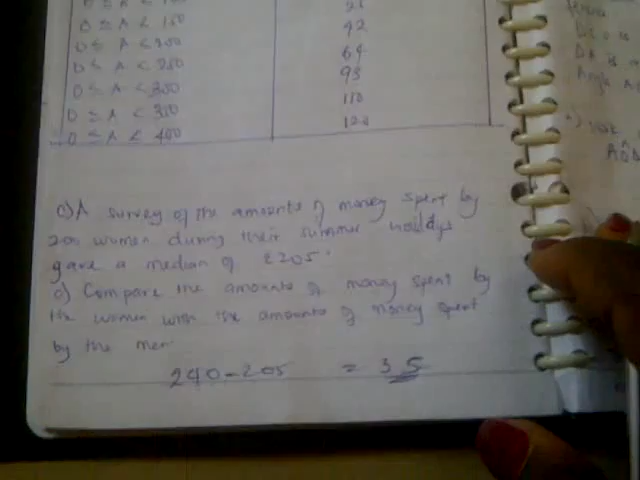 0 ≤ A < 150
42
0 ≤ A < 200
64
0 ≤ A < 250
93
0 ≤ A < 300
110
0 ≤ A < 350
120
0 ≤ A < 400
c) A survey of the amounts of money spent by
200 women during their summer holidys
gave a median of £205.
d) Compare the amounts of money spent by
the women with the amounts of money spent
by the men
240-205 = 35